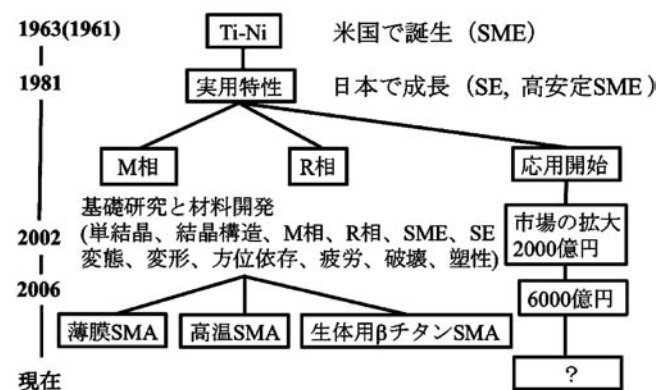 1963(1961)
Ti-Ni
米国で誕生（SME）
1981
実用特性
日本で成長（SE, 高安定SME）
M相
R相
応用開始
基礎研究と材料開発
(単結晶、結晶構造、M相、R相、SME、SE
変態、変形、方位依存、疲労、破壊、塑性)
市場の拡大
2000億円
2002
2006
6000億円
薄膜SMA
高温SMA
生体用βチタンSMA
現在
?